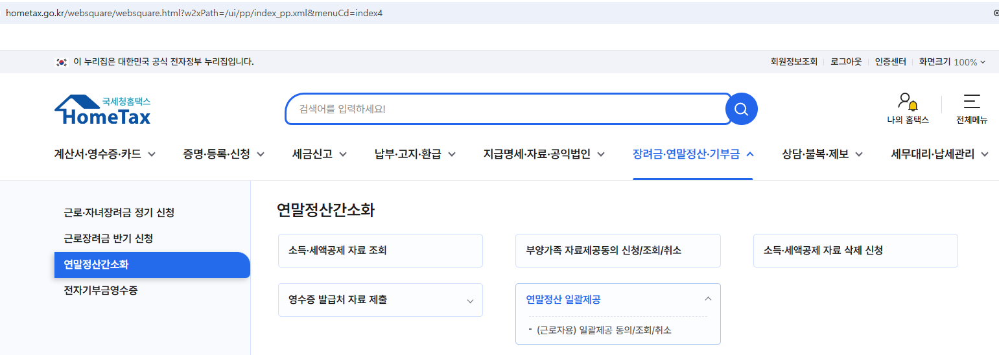 hometax.go.kr/websquare/websquare.html?w2xPath=/ui/pp/index_pp.xml&menuCd=index4
이 누리집은 대한민국 공식 전자정부 누리집입니다.
회원정보조회 로그아웃 인증센터 화면크기 100%
국세청홈택스
HomeTax
검색어를 입력하세요!
나의 홈택스 전체메뉴
계산서·영수증·카드 증명·등록·신청 세금신고 납부·고지·환급 지급명세·자료·공익법인 장려금·연말정산·기부금 상담·불복·제보 세무대리·납세관리
근로·자녀장려금 정기 신청
근로장려금 반기 신청
연말정산간소화
전자기부금영수증
연말정산간소화
소득·세액공제 자료 조회 부양가족 자료제공동의 신청/조회/취소 소득·세액공제 자료 삭제 신청
영수증 발급처 자료 제출 연말정산 일괄제공
- (근로자용) 일괄제공 동의/조회/취소